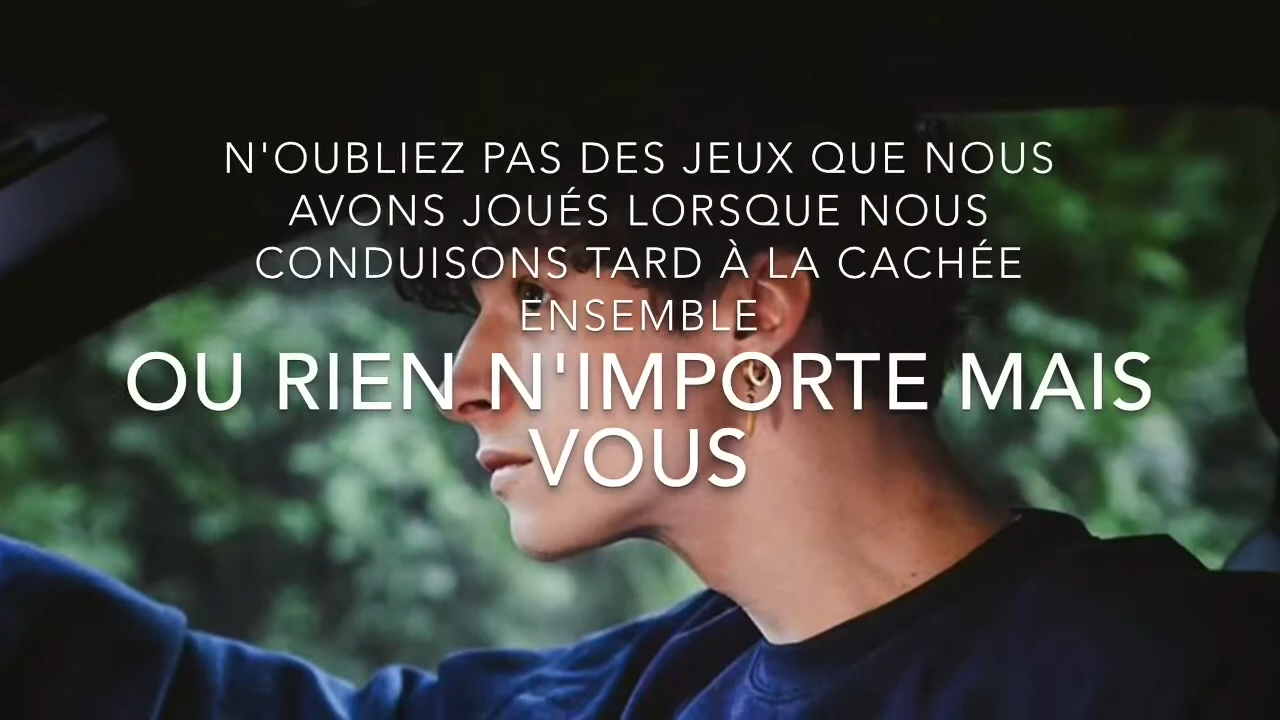 N'OUBLIEZ PAS DES JEUX QUE NOUS
AVONS JOUÉS LORSQUE NOUS
CONDUISONS TARD À LA CACHÉE
ENSEMBLE
OU RIEN N'IMPORTE MAIS
VOUS